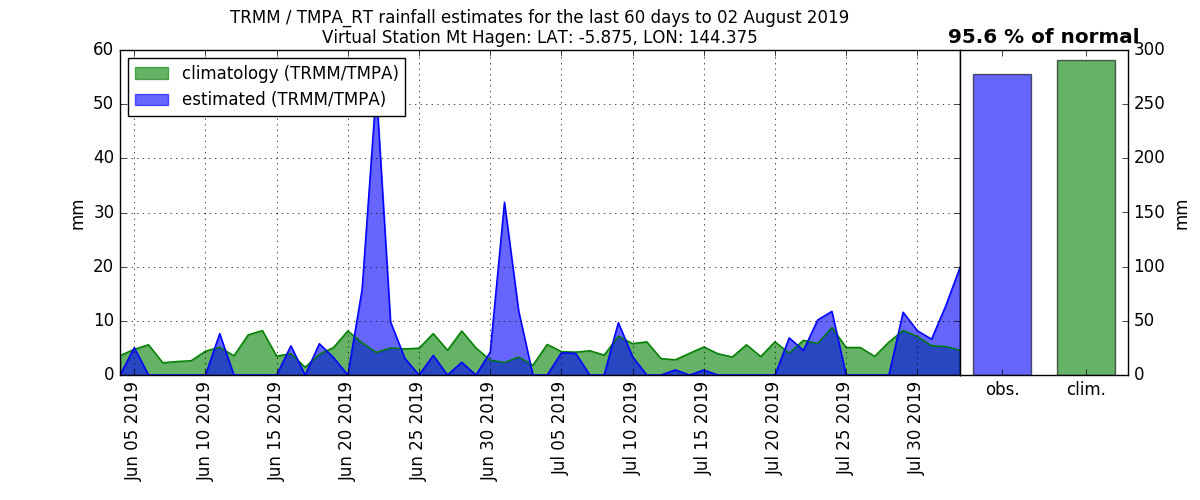 TRMM / TMPA_RT rainfall estimates for the last 60 days to 02 August 2019
Virtual Station Mt Hagen: LAT: -5.875, LON: 144.375
95.6 % of normal
climatology (TRMM/TMPA)
estimated (TRMM/TMPA)
60
50
40
30
20
10
0
mm
300
250
200
150
100
50
0
mm
Jun 05 2019
Jun 10 2019
Jun 15 2019
Jun 20 2019
Jun 25 2019
Jun 30 2019
Jul 05 2019
Jul 10 2019
Jul 15 2019
Jul 20 2019
Jul 25 2019
Jul 30 2019
obs.
clim.